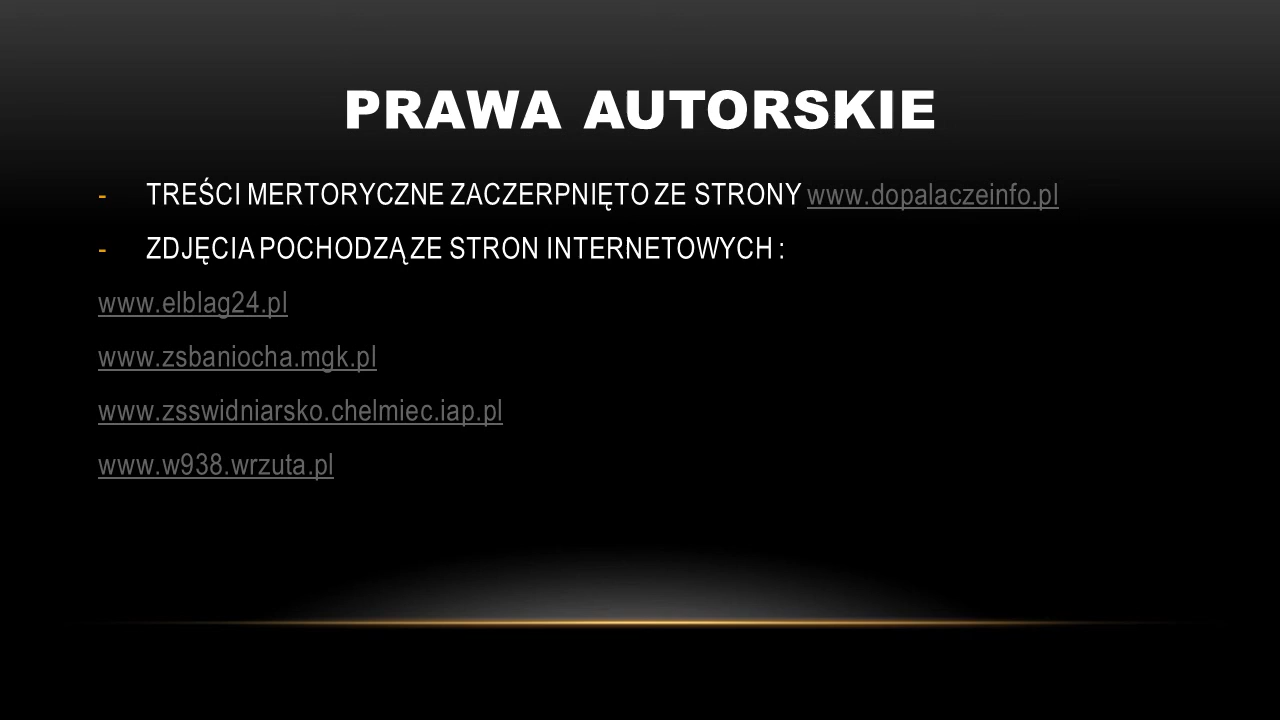 PRAWA AUTORSKIE
- TREŚCI MERTORYCZNE ZACZERPNIĘTO ZE STRONY www.dopalaczeinfo.pl
- ZDJĘCIA POCHODZĄ ZE STRON INTERNETOWYCH :
www.elblag24.pl
www.zsbaniocha.mgk.pl
www.zsswidniarsko.chelmiec.iap.pl
www.w938.wrzuta.pl